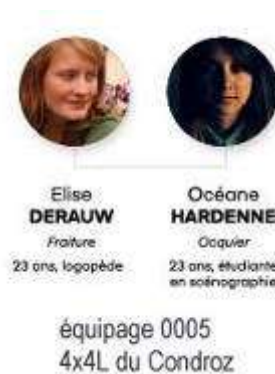 Elise
DERAUW
Fraiture
23 ans, logopède
Océane
HARDENNE
Ocquier
23 ans, étudiante
en scénographie
équipage 0005
4x4L du Condroz